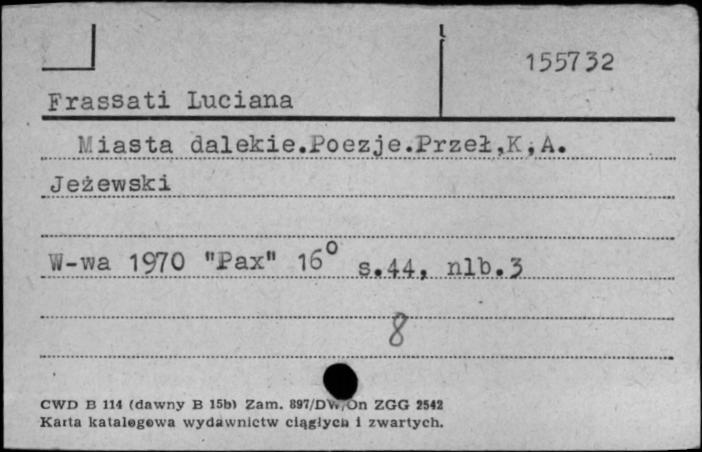 155732
Frassati Luciana
Miasta dalekie.Poezje.Przeł,K,A.
Jeżewski
W-wa 1970 "Pax" 16° s.44, nlb.3
8
CWD B 114 (dawny B 15b) Zam. 897/DW/On ZGG 2542
Karta katalogowa wydawnictw ciągłych i zwartych.